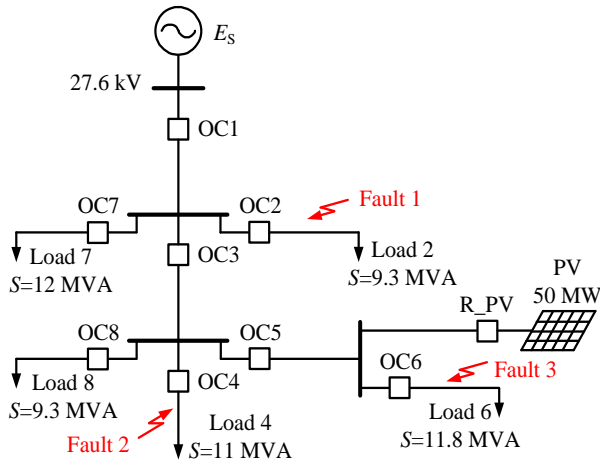 E_S
27.6 kV
OC1
OC7
OC2
Fault 1
Load 7
S=12 MVA
OC3
Load 2
S=9.3 MVA
PV
50 MW
R_PV
OC8
OC5
Load 8
S=9.3 MVA
OC4
OC6
Fault 3
Fault 2
Load 4
S=11 MVA
Load 6
S=11.8 MVA